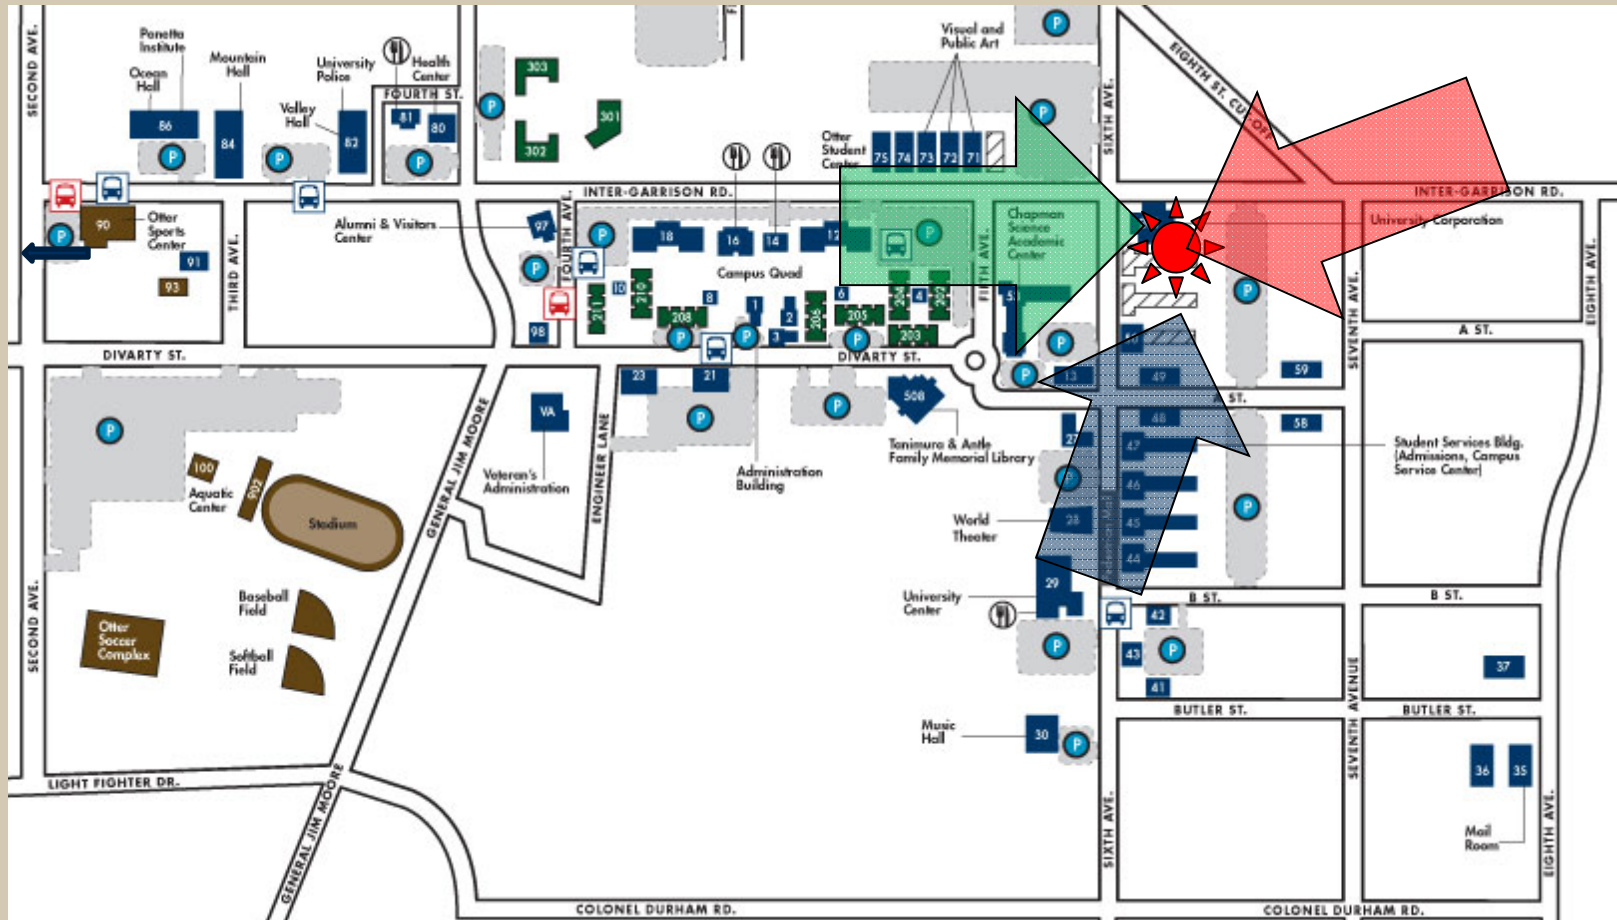 SECOND AVE.
Panetta
Institute
Ocean
Hall
Mountain
Hall
University
Police
Valley
Hall
Health
Center
FOURTH ST.
86
84
82
81
80
P
P
P
P
303
301
302
Visual and
Public Art
Otter
Student
Center
75
74
73
72
71
P
P
SIXTH AVE.
EIGHTH ST. CUT-OFF
INTER-GARRISON RD.
INTER-GARRISON RD.
90
Otter
Sports
Center
P
91
93
THIRD AVE.
Alumni & Visitors
Center
97
FOURTH AVE.
P
P
98
18
16
14
12
P
Campus Quad
211
10
210
208
8
1
2
3
6
206
205
204
4
202
203
P
P
P
FIFTH AVE.
Chapman
Science
Academic
Center
P
P
13
University Corporation
P
SEVENTH AVE.
EIGHTH AVE.
A ST.
DIVARTY ST.
DIVARTY ST.
A ST.
49
48
47
46
45
44
59
58
Student Services Bldg.
(Admissions, Campus
Service Center)
P
P
23
21
P
P
508
Tanimura & Antle
Family Memorial Library
27
P
28
World
Theater
VA
Veteran's
Administration
ENGINEER LANE
Administration
Building
GENERAL JIM MOORE
100
Aquatic
Center
902
Stadium
SECOND AVE.
Baseball
Field
Softball
Field
Otter
Soccer
Complex
29
University
Center
P
B ST.
B ST.
42
43
41
P
37
BUTLER ST.
BUTLER ST.
SEVENTH AVENUE
Music
Hall
30
P
36
35
Mail
Room
LIGHT FIGHTER DR.
GENERAL JIM MOORE
SIXTH AVE.
EIGHTH AVE.
COLONEL DURHAM RD.
COLONEL DURHAM RD.